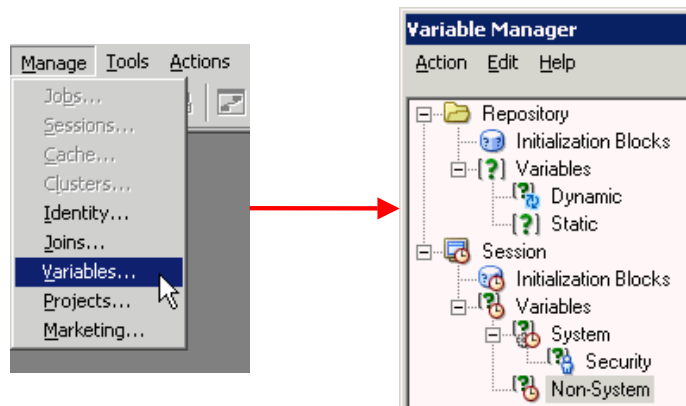 Manage Tools Actions
Jobs...
Sessions...
Cache...
Clusters...
Identity...
Joins...
Variables...
Projects...
Marketing...
Variable Manager
Action Edit Help
Repository
Initialization Blocks
Variables
Dynamic
Static
Session
Initialization Blocks
Variables
System
Security
Non-System